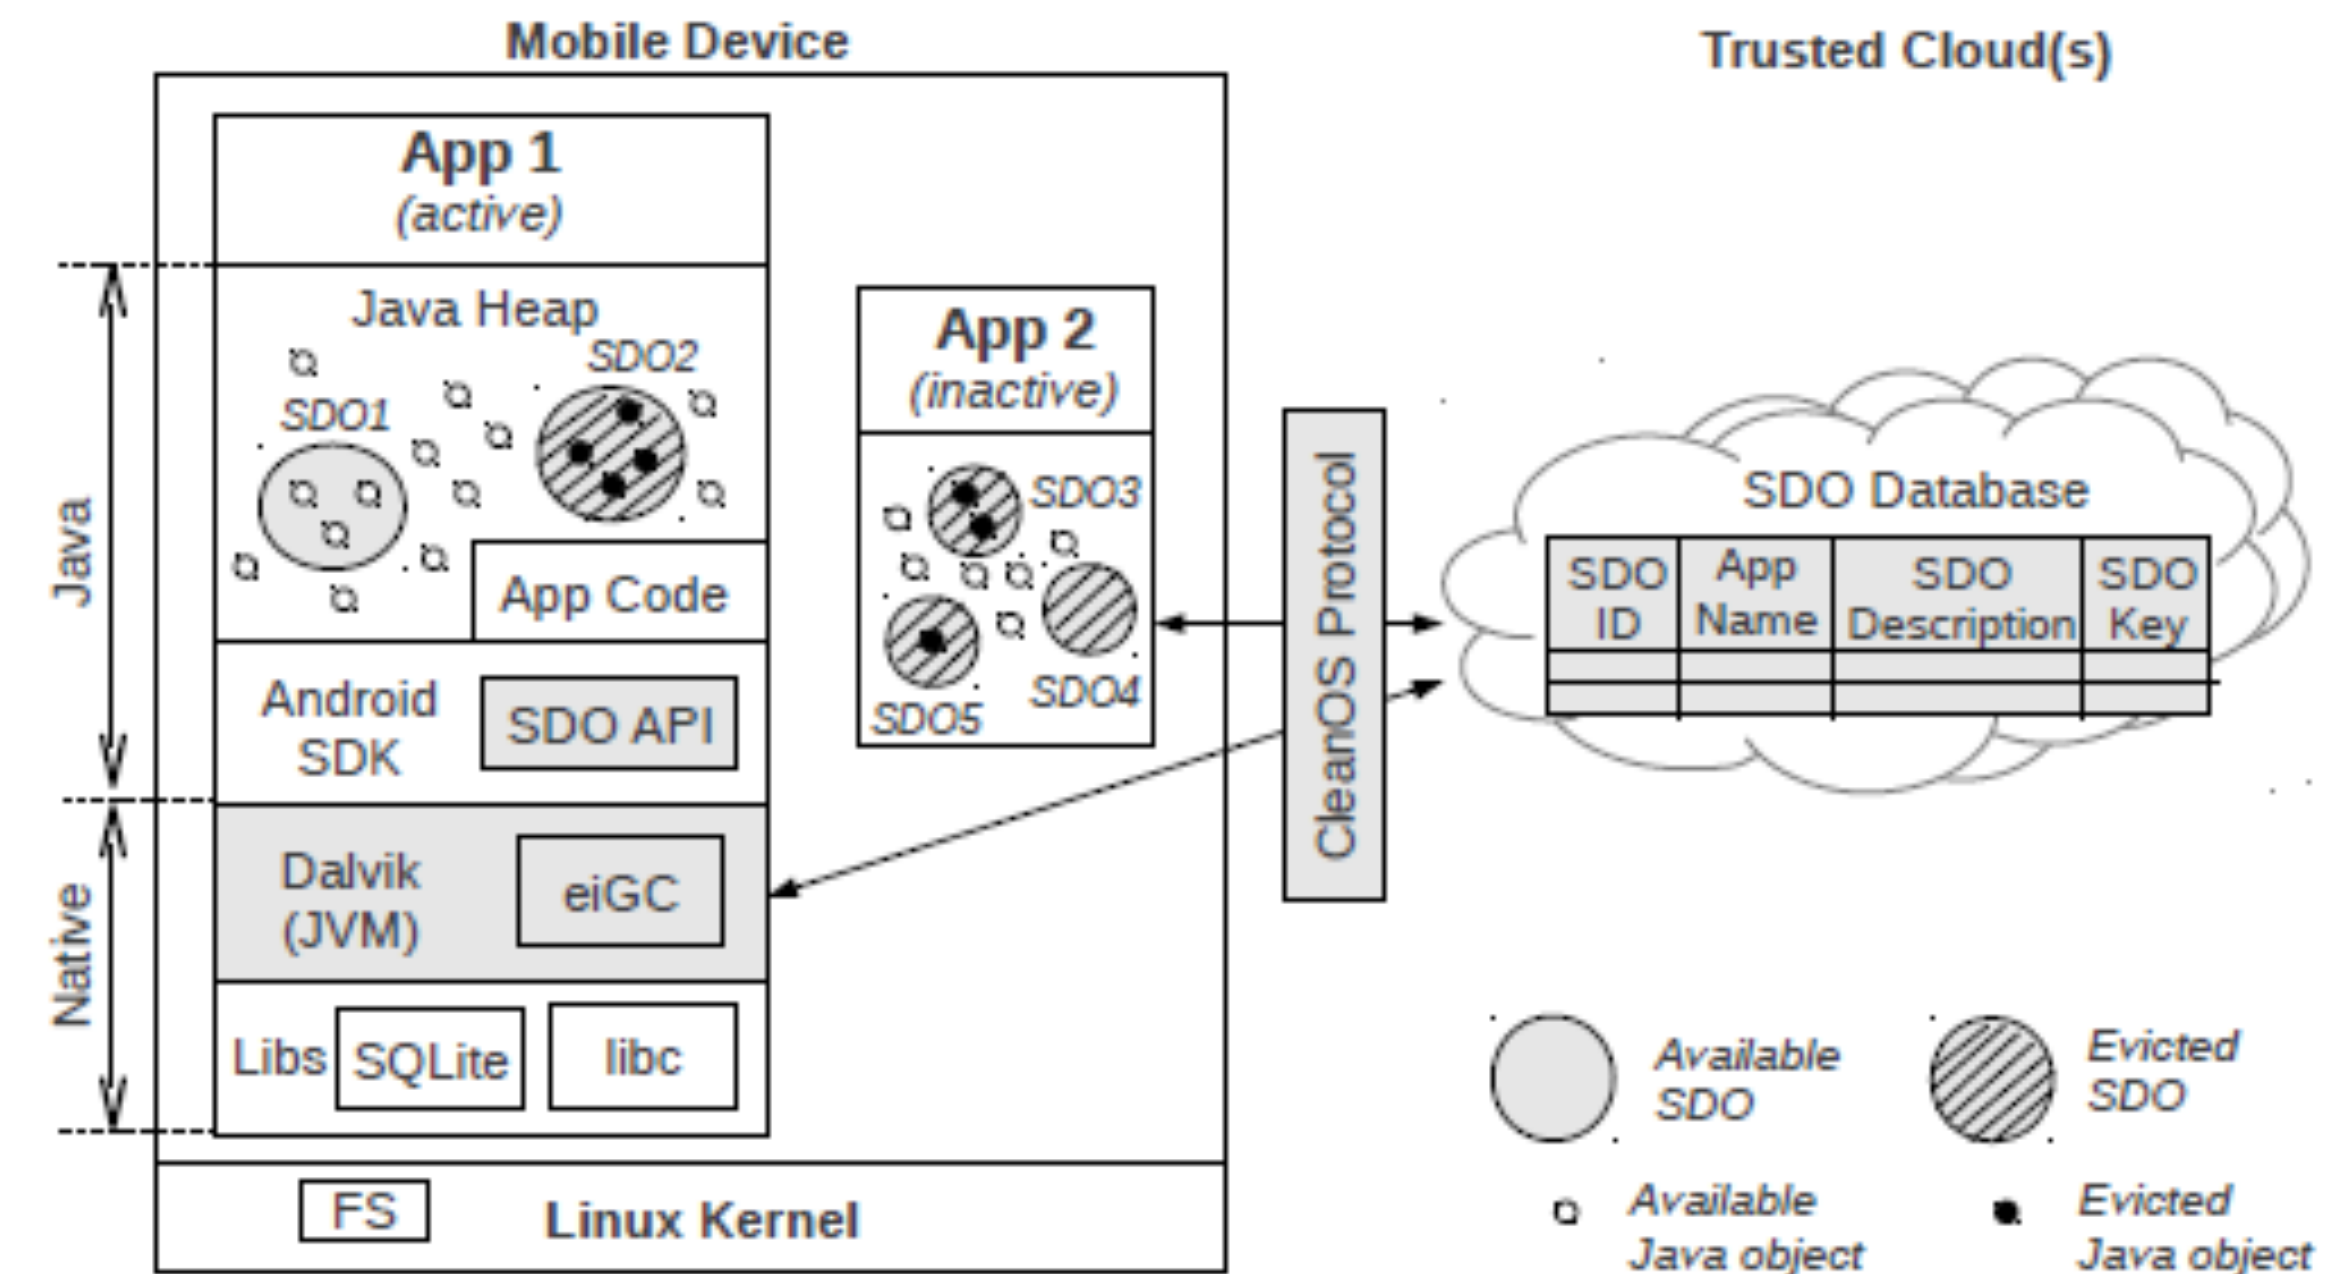 Mobile Device
Trusted Cloud(s)
App 1
(active)
Java Heap
SDO2
SDO1
App Code
Java
Android
SDK
SDO API
Dalvik
(JVM)
eiGC
Native
Libs
SQLite
libc
FS
Linux Kernel
App 2
(inactive)
SDO3
SDO4
SDO5
CleanOS Protocol
SDO Database
SDO
ID
App
Name
SDO
Description
SDO
Key
Available
SDO
Evicted
SDO
Available
Java object
Evicted
Java object